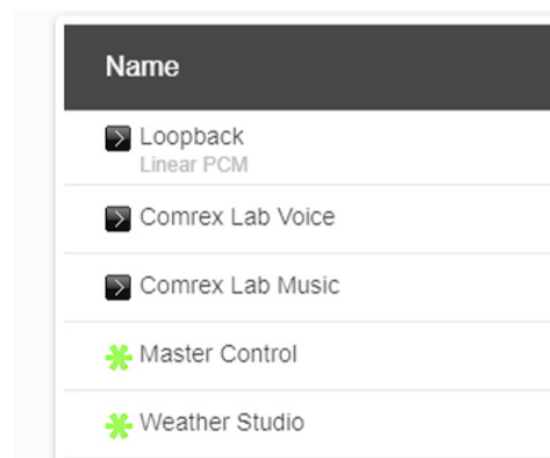 Name
Loopback
Linear PCM
Comrex Lab Voice
Comrex Lab Music
Master Control
Weather Studio